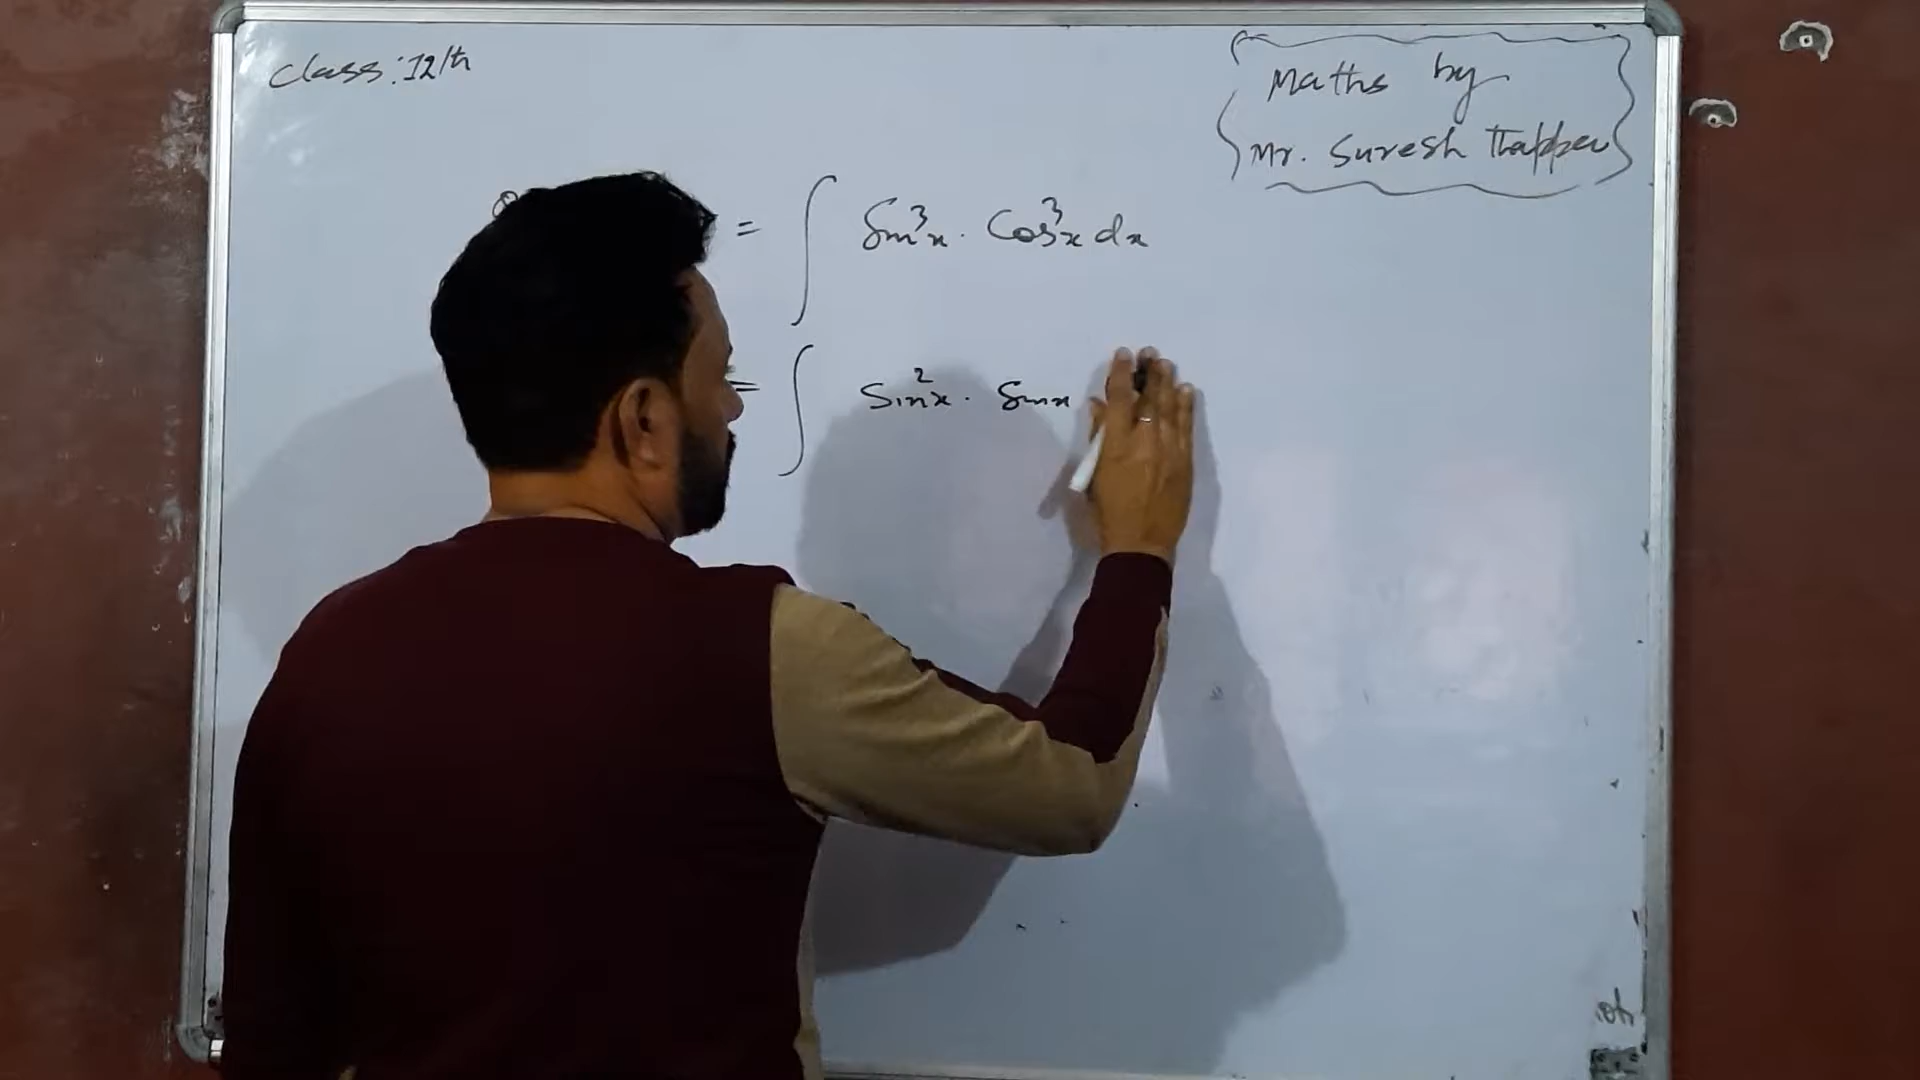 Class: 12th
Maths by
Mr. Suresh Thapper
= ∫ Sin³x . Cos³x dx
= ∫ Sin²x . Sinx